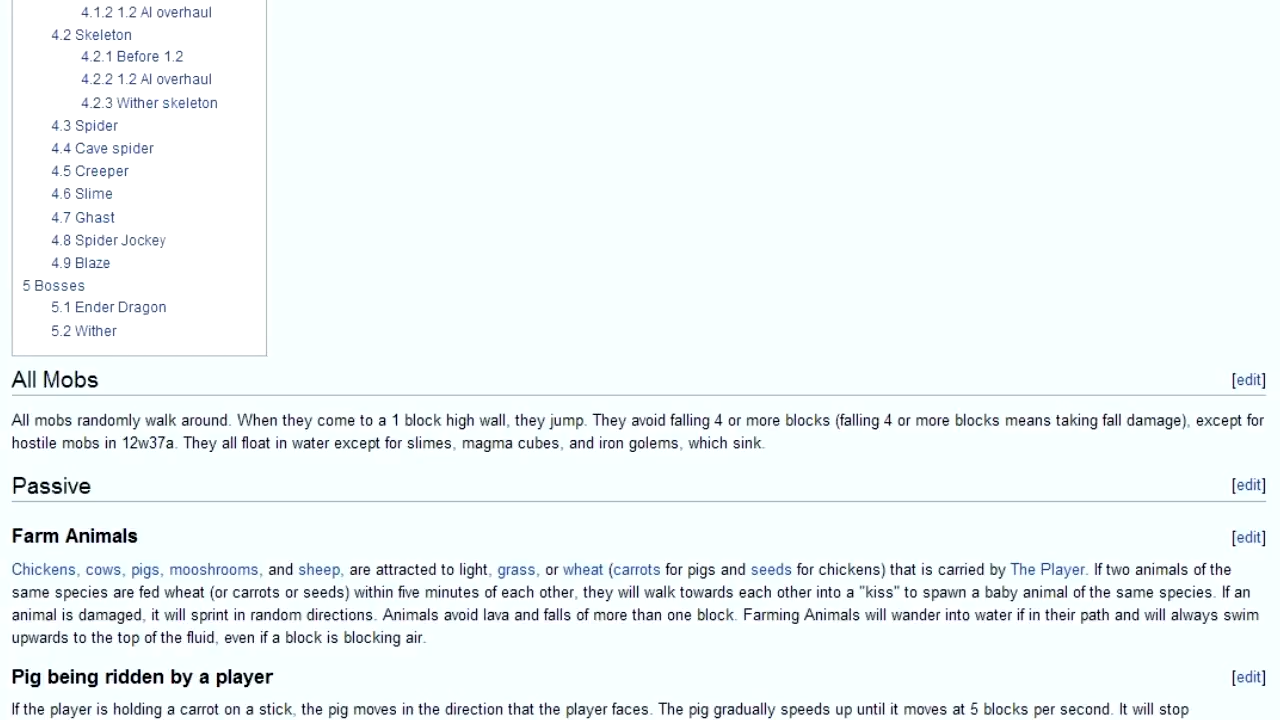 4.1.2 1.2 AI overhaul
4.2 Skeleton
4.2.1 Before 1.2
4.2.2 1.2 AI overhaul
4.2.3 Wither skeleton
4.3 Spider
4.4 Cave spider
4.5 Creeper
4.6 Slime
4.7 Ghast
4.8 Spider Jockey
4.9 Blaze
5 Bosses
5.1 Ender Dragon
5.2 Wither
All Mobs [edit]
All mobs randomly walk around. When they come to a 1 block high wall, they jump. They avoid falling 4 or more blocks (falling 4 or more blocks means taking fall damage), except for
hostile mobs in 12w37a. They all float in water except for slimes, magma cubes, and iron golems, which sink.
Passive [edit]
Farm Animals [edit]
Chickens, cows, pigs, mooshrooms, and sheep, are attracted to light, grass, or wheat (carrots for pigs and seeds for chickens) that is carried by The Player. If two animals of the
same species are fed wheat (or carrots or seeds) within five minutes of each other, they will walk towards each other into a "kiss" to spawn a baby animal of the same species. If an
animal is damaged, it will sprint in random directions. Animals avoid lava and falls of more than one block. Farming Animals will wander into water if in their path and will always swim
upwards to the top of the fluid, even if a block is blocking air.
Pig being ridden by a player [edit]
If the player is holding a carrot on a stick, the pig moves in the direction that the player faces. The pig gradually speeds up until it moves at 5 blocks per second. It will stop